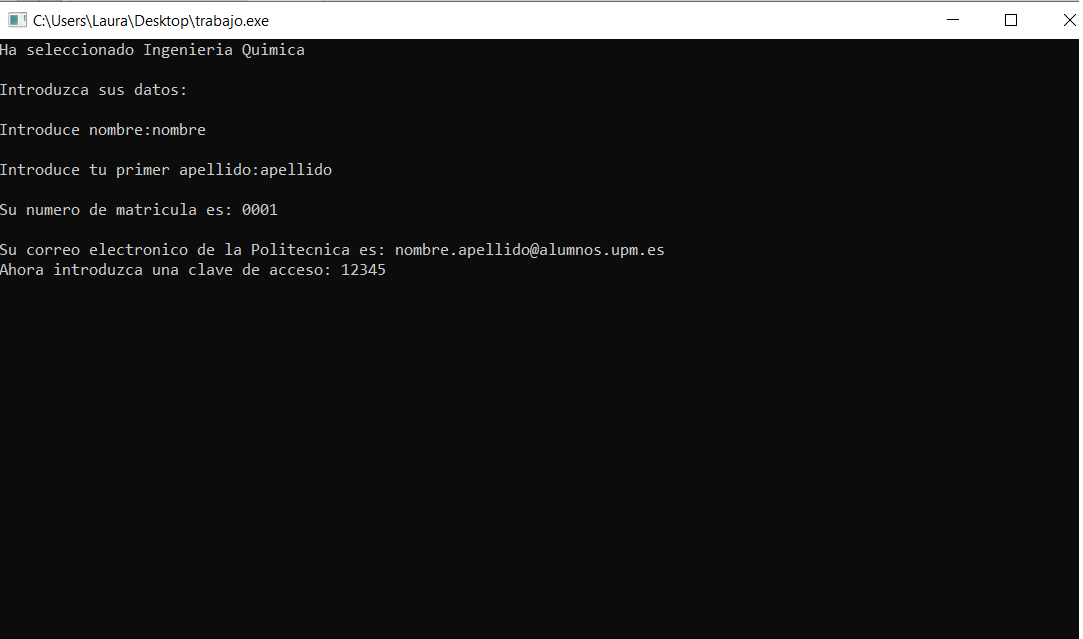 C:\Users\Laura\Desktop\trabajo.exe
Ha seleccionado Ingenieria Quimica
Introduzca sus datos:
Introduce nombre:nombre
Introduce tu primer apellido:apellido
Su numero de matricula es: 0001
Su correo electronico de la Politecnica es: nombre.apellido@alumnos.upm.es
Ahora introduzca una clave de acceso: 12345